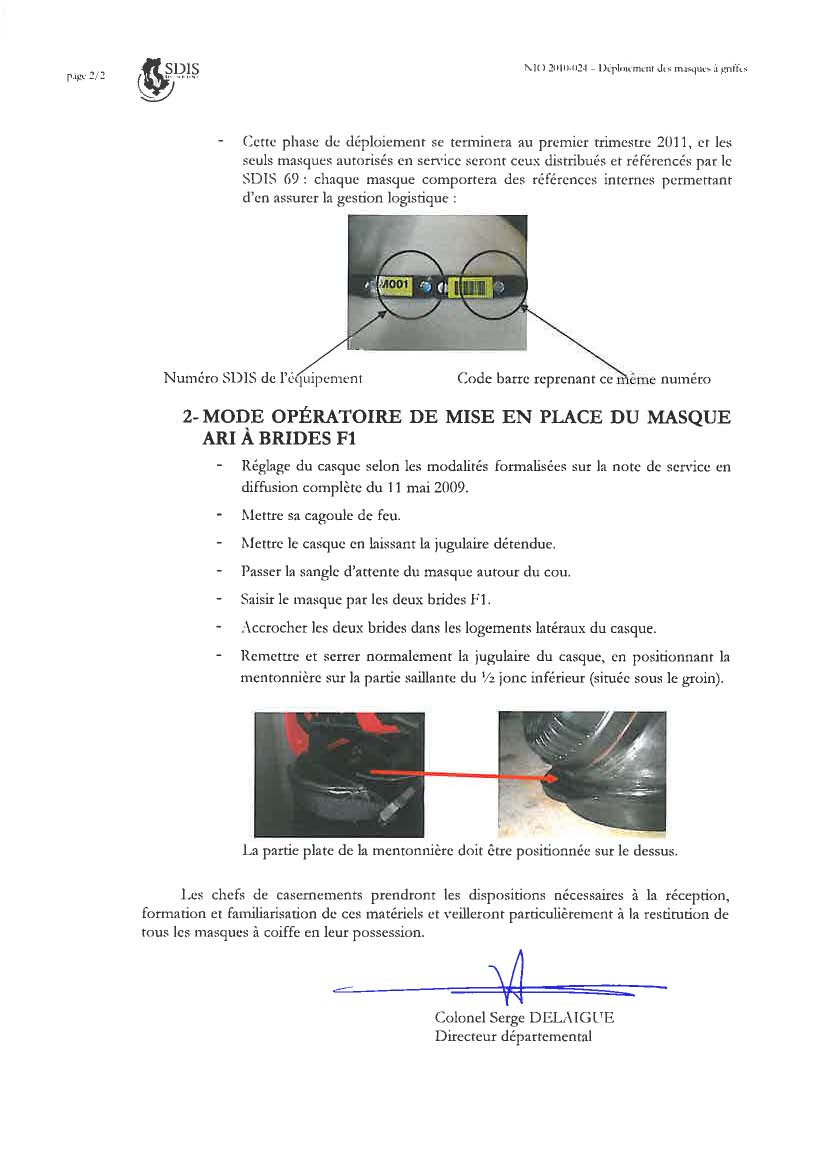 page 2/2
SDIS
NIO 2010-024 – Déploiement des masques à griffes
- Cette phase de déploiement se terminera au premier trimestre 2011, et les
seuls masques autorisés en service seront ceux distribués et référencés par le
SDIS 69 : chaque masque comportera des références internes permettant
d'en assurer la gestion logistique :
M001
Numéro SDIS de l'équipement
Code barre reprenant ce même numéro
2- MODE OPÉRATOIRE DE MISE EN PLACE DU MASQUE
ARI À BRIDES F1
- Réglage du casque selon les modalités formalisées sur la note de service en
diffusion complète du 11 mai 2009.
- Mettre sa cagoule de feu.
- Mettre le casque en laissant la jugulaire détendue.
- Passer la sangle d'attente du masque autour du cou.
- Saisir le masque par les deux brides F1.
- Accrocher les deux brides dans les logements latéraux du casque.
- Remettre et serrer normalement la jugulaire du casque, en positionnant la
mentonnière sur la partie saillante du ½ jonc inférieur (située sous le groin).
La partie plate de la mentonnière doit être positionnée sur le dessus.
Les chefs de casernements prendront les dispositions nécessaires à la réception,
formation et familiarisation de ces matériels et veilleront particulièrement à la restitution de
tous les masques à coiffe en leur possession.
Colonel Serge DELAIGUE
Directeur départemental